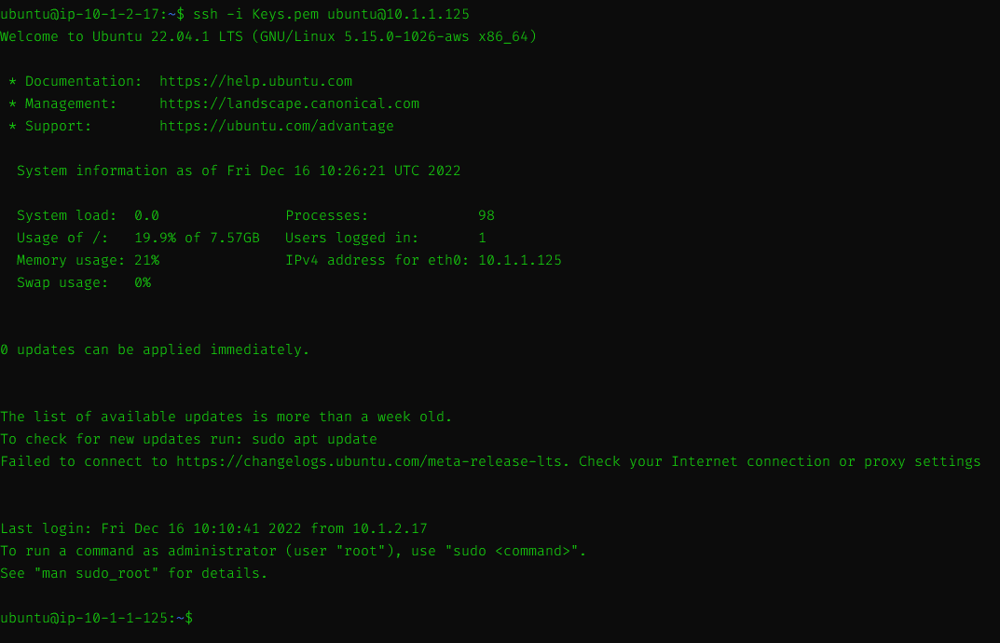 ubuntu@ip-10-1-2-17:~$ ssh -i Keys.pem ubuntu@10.1.1.125
Welcome to Ubuntu 22.04.1 LTS (GNU/Linux 5.15.0-1026-aws x86_64)
* Documentation:  https://help.ubuntu.com
* Management:     https://landscape.canonical.com
* Support:        https://ubuntu.com/advantage
System information as of Fri Dec 16 10:26:21 UTC 2022
System load:  0.0               Processes:             98
Usage of /:   19.9% of 7.57GB   Users logged in:       1
Memory usage: 21%               IPv4 address for eth0: 10.1.1.125
Swap usage:   0%
0 updates can be applied immediately.
The list of available updates is more than a week old.
To check for new updates run: sudo apt update
Failed to connect to https://changelogs.ubuntu.com/meta-release-lts. Check your Internet connection or proxy settings
Last login: Fri Dec 16 10:10:41 2022 from 10.1.2.17
To run a command as administrator (user "root"), use "sudo <command>".
See "man sudo_root" for details.
ubuntu@ip-10-1-1-125:~$